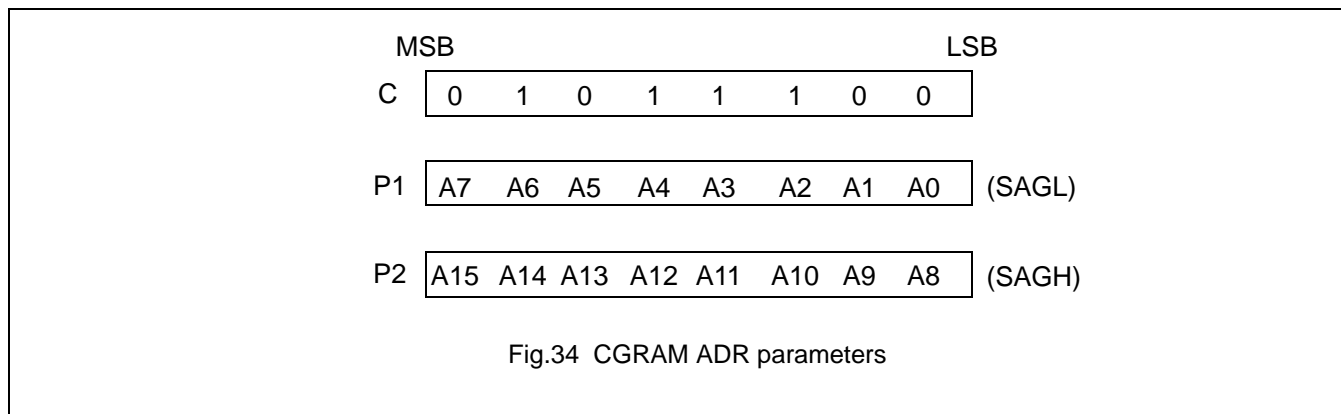 MSB LSB
C 0 1 0 1 1 1 0 0
P1 A7 A6 A5 A4 A3 A2 A1 A0 (SAGL)
P2 A15 A14 A13 A12 A11 A10 A9 A8 (SAGH)
Fig.34 CGRAM ADR parameters